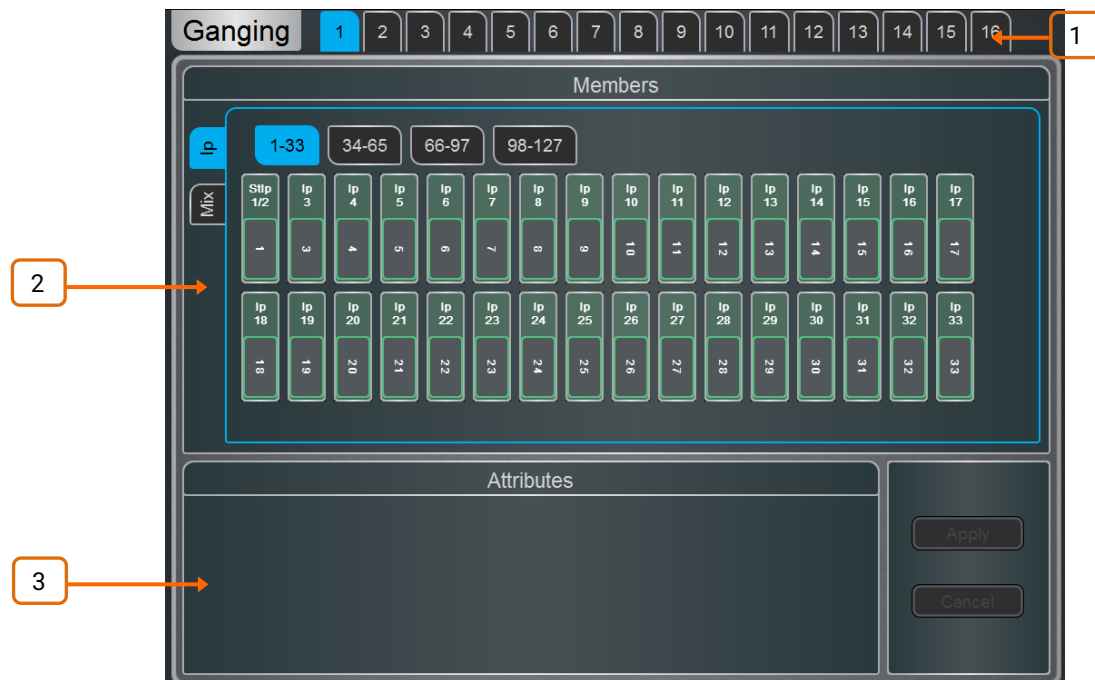 Ganging 1 2 3 4 5 6 7 8 9 10 11 12 13 14 15 16 1
Members
Ip 1-33 34-65 66-97 98-127
Mix
StIp 1/2 Ip 3 Ip 4 Ip 5 Ip 6 Ip 7 Ip 8 Ip 9 Ip 10 Ip 11 Ip 12 Ip 13 Ip 14 Ip 15 Ip 16 Ip 17
1 3 4 5 6 7 8 9 10 11 12 13 14 15 16 17
2
Ip 18 Ip 19 Ip 20 Ip 21 Ip 22 Ip 23 Ip 24 Ip 25 Ip 26 Ip 27 Ip 28 Ip 29 Ip 30 Ip 31 Ip 32 Ip 33
18 19 20 21 22 23 24 25 26 27 28 29 30 31 32 33
Attributes
Apply
3
Cancel